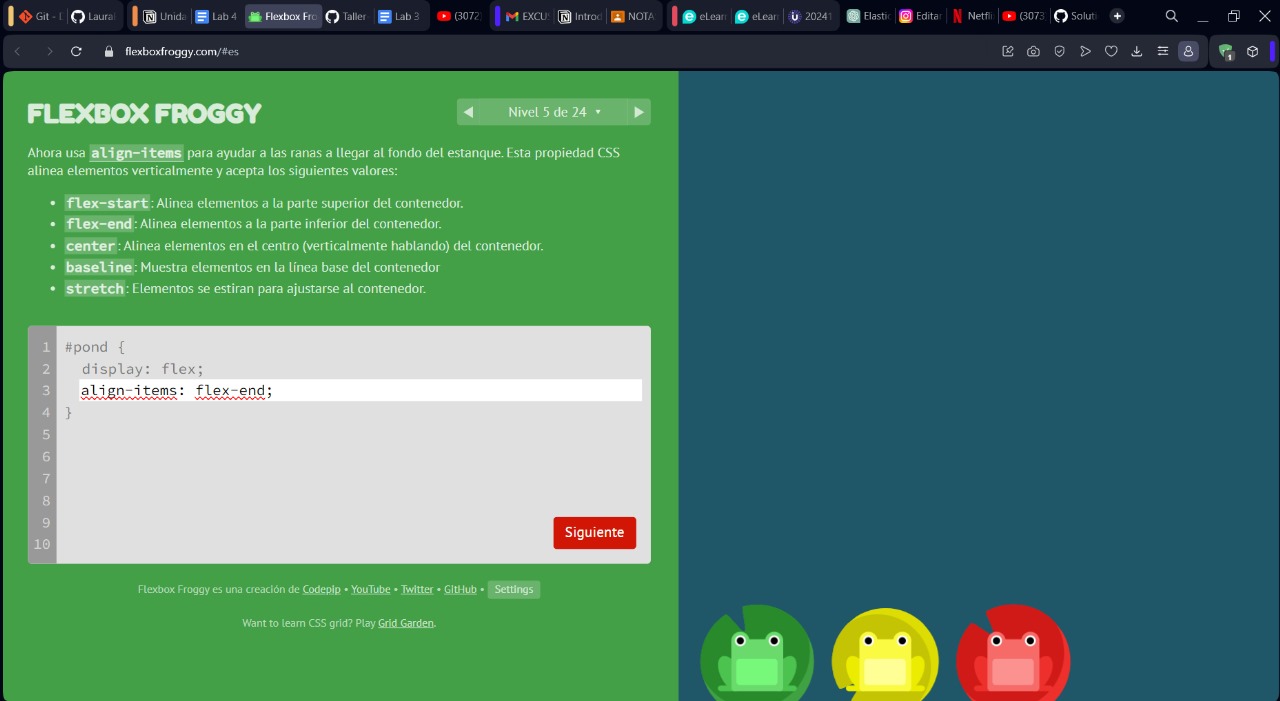 Git - I
Laural
Unida
Lab 4
Flexbox Fro
Taller
Lab 3
(3072
EXCUS
Introd
NOTA
eLear
eLear
20241
Elastic
Editar
Netfli
(3073
Soluti
flexboxfroggy.com/#es
1
FLEXBOX FROGGY
Nivel 5 de 24
Ahora usa align-items para ayudar a las ranas a llegar al fondo del estanque. Esta propiedad CSS
alinea elementos verticalmente y acepta los siguientes valores:
• flex-start: Alinea elementos a la parte superior del contenedor.
• flex-end: Alinea elementos a la parte inferior del contenedor.
• center: Alinea elementos en el centro (verticalmente hablando) del contenedor.
• baseline: Muestra elementos en la línea base del contenedor
• stretch: Elementos se estiran para ajustarse al contenedor.
1 #pond {
2 display: flex;
3 align-items: flex-end;
4 }
5
6
7
8
9
10
Siguiente
Flexbox Froggy es una creación de Codepip • YouTube • Twitter • GitHub • Settings
Want to learn CSS grid? Play Grid Garden.